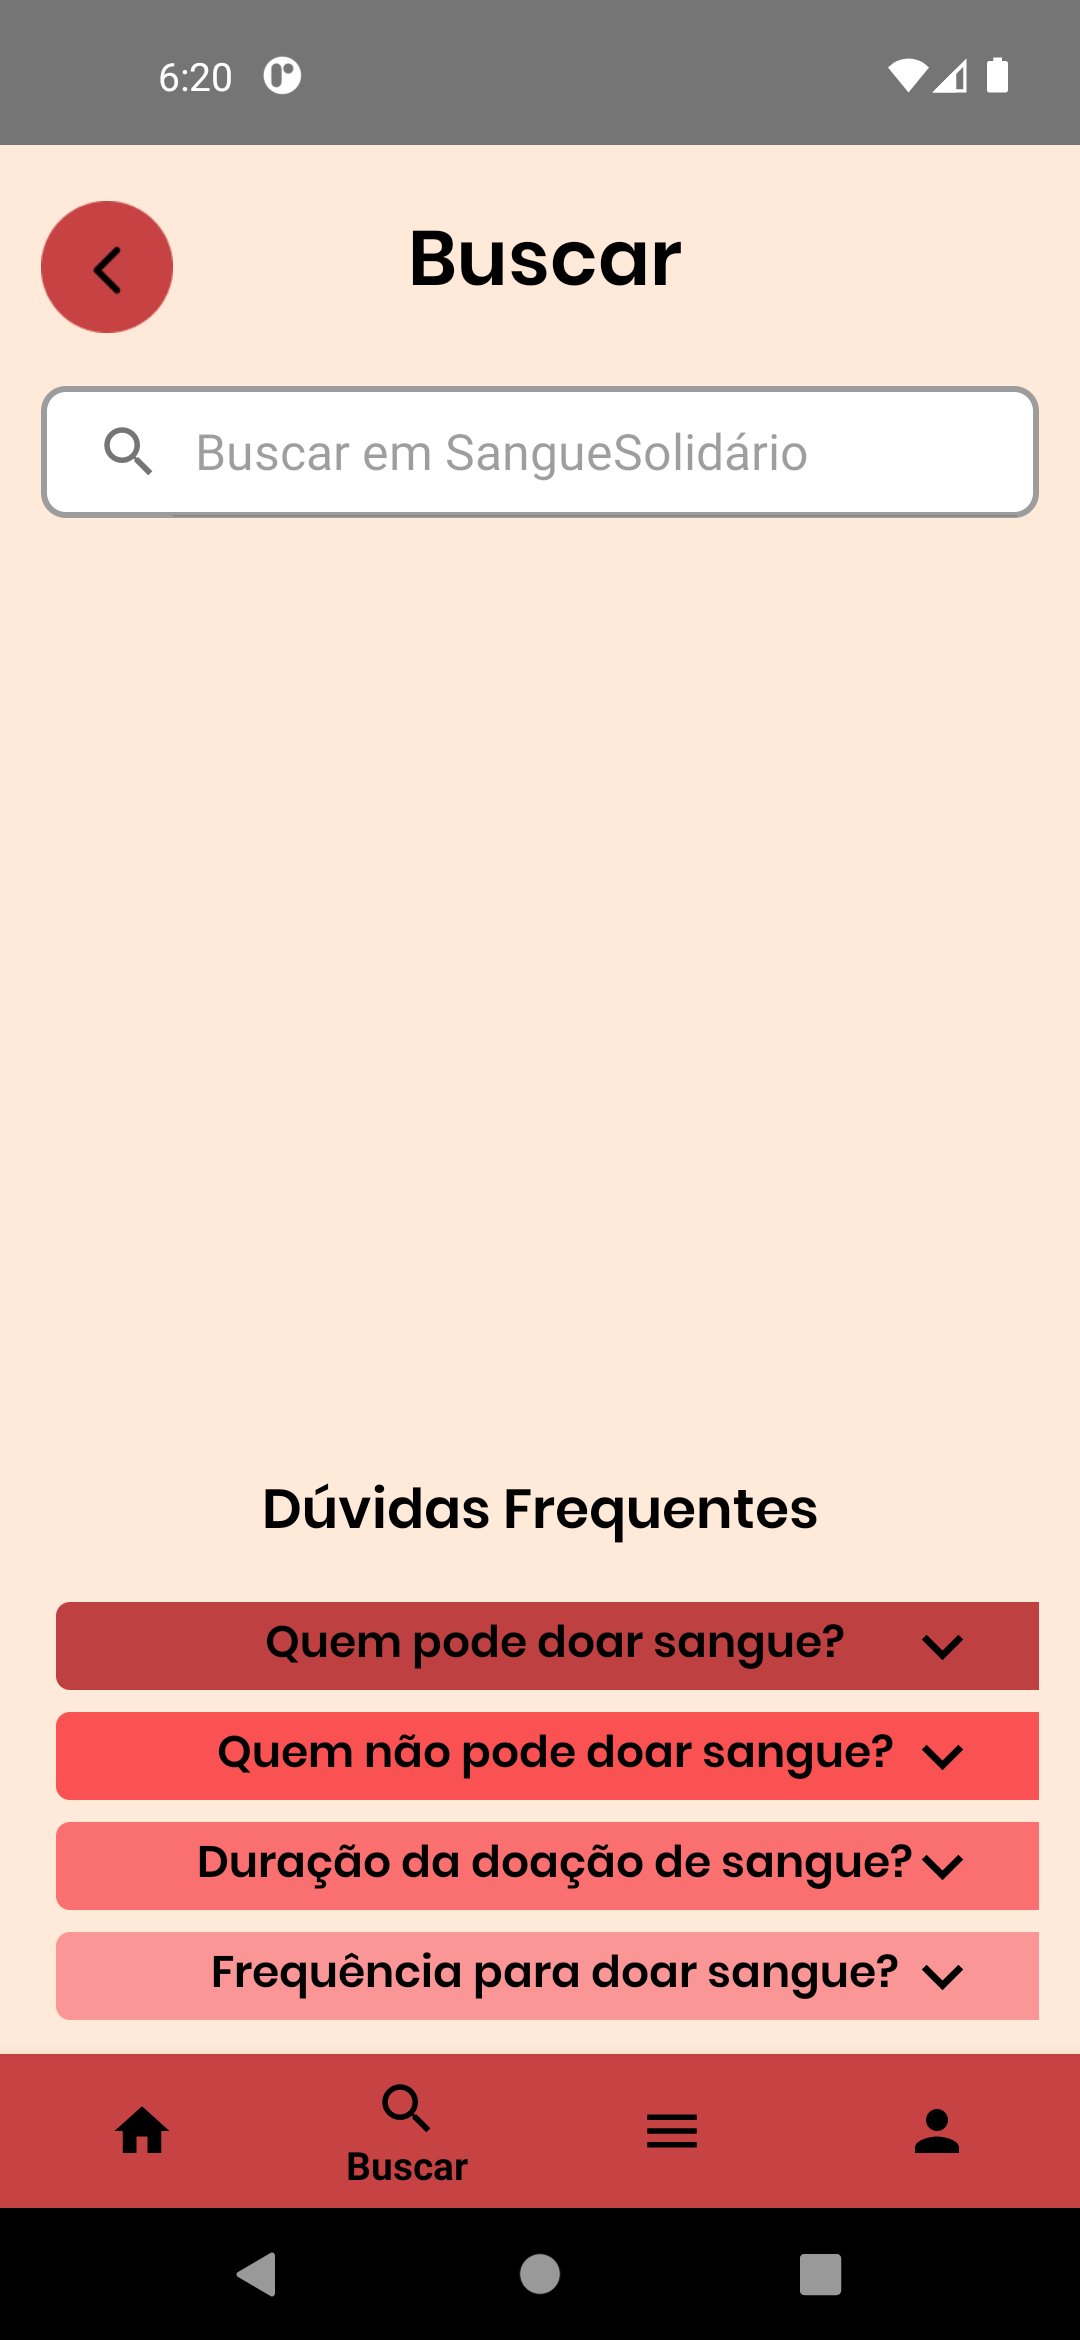 6:20
Buscar
Buscar em SangueSolidário
Dúvidas Frequentes
Quem pode doar sangue?
Quem não pode doar sangue?
Duração da doação de sangue?
Frequência para doar sangue?
Buscar